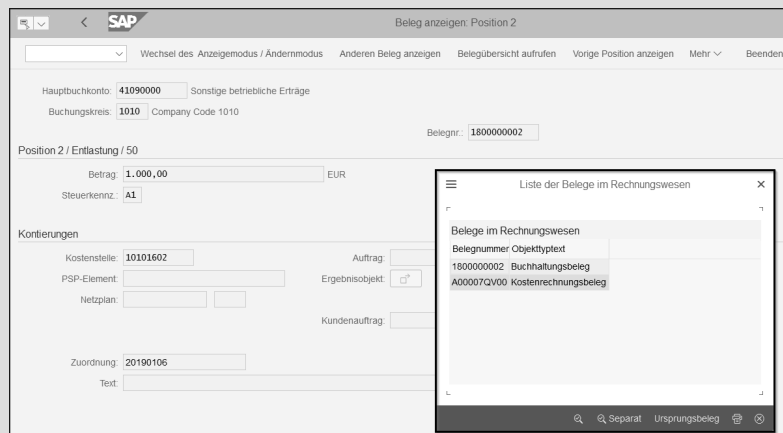 SAP
Beleg anzeigen: Position 2
Wechsel des Anzeigemodus / Ändernmodus Anderen Beleg anzeigen Belegübersicht aufrufen Vorige Position anzeigen Mehr Beenden
Hauptbuchkonto: 41090000 Sonstige betriebliche Erträge
Buchungskreis: 1010 Company Code 1010
Belegnr.: 1800000002
Position 2 / Entlastung / 50
Betrag: 1.000,00 EUR
Steuerkennz.: A1
Kontierungen
Kostenstelle: 10101602 Auftrag:
PSP-Element: Ergebnisobjekt:
Netzplan:
Kundenauftrag:
Zuordnung: 20190106
Text:
Liste der Belege im Rechnungswesen
Belege im Rechnungswesen
Belegnummer Objekttyptext
1800000002 Buchhaltungsbeleg
A00007QV00 Kostenrechnungsbeleg
Separat Ursprungsbeleg